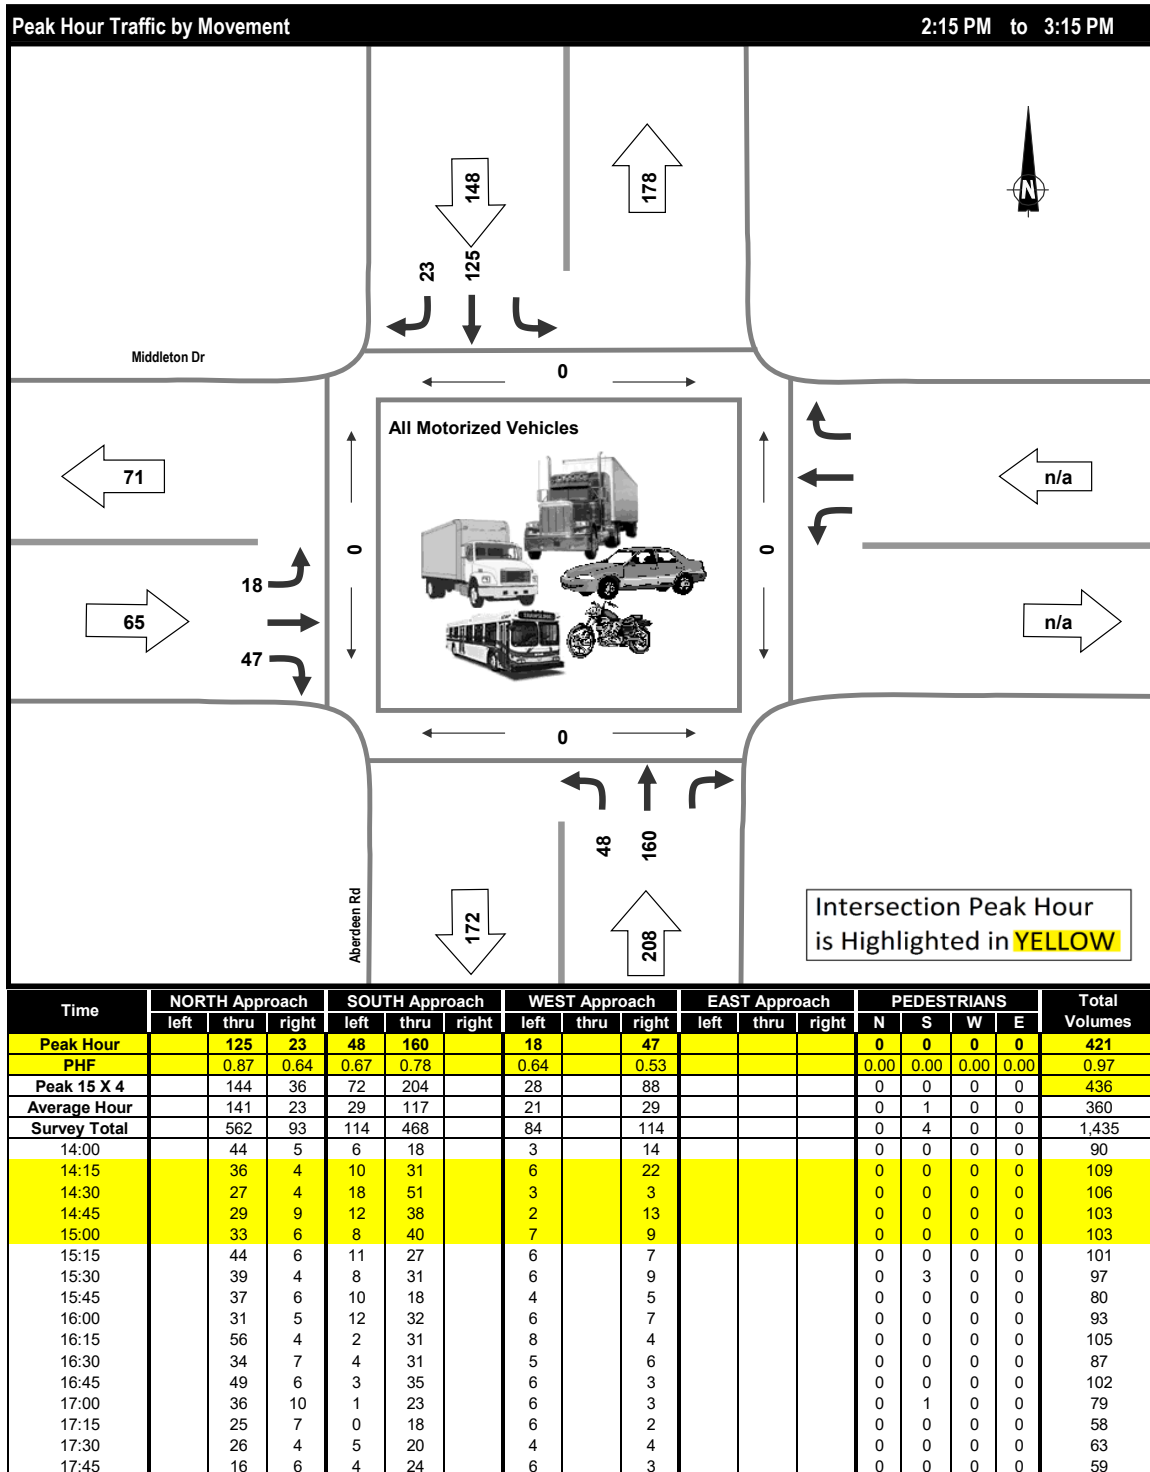 Peak Hour Traffic by Movement 2:15 PM to 3:15 PM
148
178
N
23
125
Middleton Dr
0
All Motorized Vehicles
71
n/a
0
0
18
65
n/a
47
0
48
160
Aberdeen Rd
172
208
Intersection Peak Hour
is Highlighted in YELLOW
Time NORTH Approach SOUTH Approach WEST Approach EAST Approach PEDESTRIANS Total
left thru right left thru right left thru right left thru right N S W E Volumes
Peak Hour 125 23 48 160 18 47 0 0 0 0 421
PHF 0.87 0.64 0.67 0.78 0.64 0.53 0.00 0.00 0.00 0.00 0.97
Peak 15 X 4 144 36 72 204 28 88 0 0 0 0 436
Average Hour 141 23 29 117 21 29 0 1 0 0 360
Survey Total 562 93 114 468 84 114 0 4 0 0 1,435
14:00 44 5 6 18 3 14 0 0 0 0 90
14:15 36 4 10 31 6 22 0 0 0 0 109
14:30 27 4 18 51 3 3 0 0 0 0 106
14:45 29 9 12 38 2 13 0 0 0 0 103
15:00 33 6 8 40 7 9 0 0 0 0 103
15:15 44 6 11 27 6 7 0 0 0 0 101
15:30 39 4 8 31 6 9 0 3 0 0 97
15:45 37 6 10 18 4 5 0 0 0 0 80
16:00 31 5 12 32 6 7 0 0 0 0 93
16:15 56 4 2 31 8 4 0 0 0 0 105
16:30 34 7 4 31 5 6 0 0 0 0 87
16:45 49 6 3 35 6 3 0 0 0 0 102
17:00 36 10 1 23 6 3 0 1 0 0 79
17:15 25 7 0 18 6 2 0 0 0 0 58
17:30 26 4 5 20 4 4 0 0 0 0 63
17:45 16 6 4 24 6 3 0 0 0 0 59